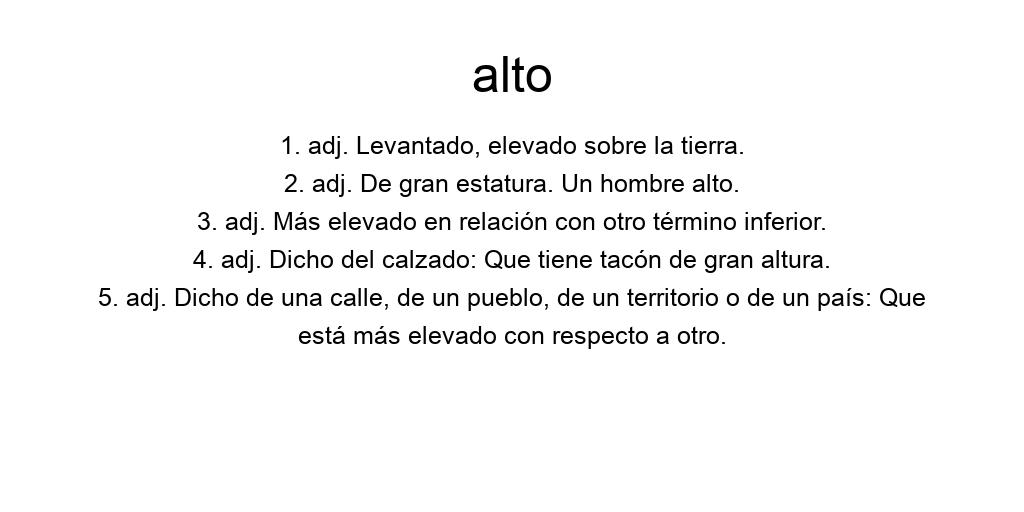 alto
1. adj. Levantado, elevado sobre la tierra.
2. adj. De gran estatura. Un hombre alto.
3. adj. Más elevado en relación con otro término inferior.
4. adj. Dicho del calzado: Que tiene tacón de gran altura.
5. adj. Dicho de una calle, de un pueblo, de un territorio o de un país: Que
está más elevado con respecto a otro.